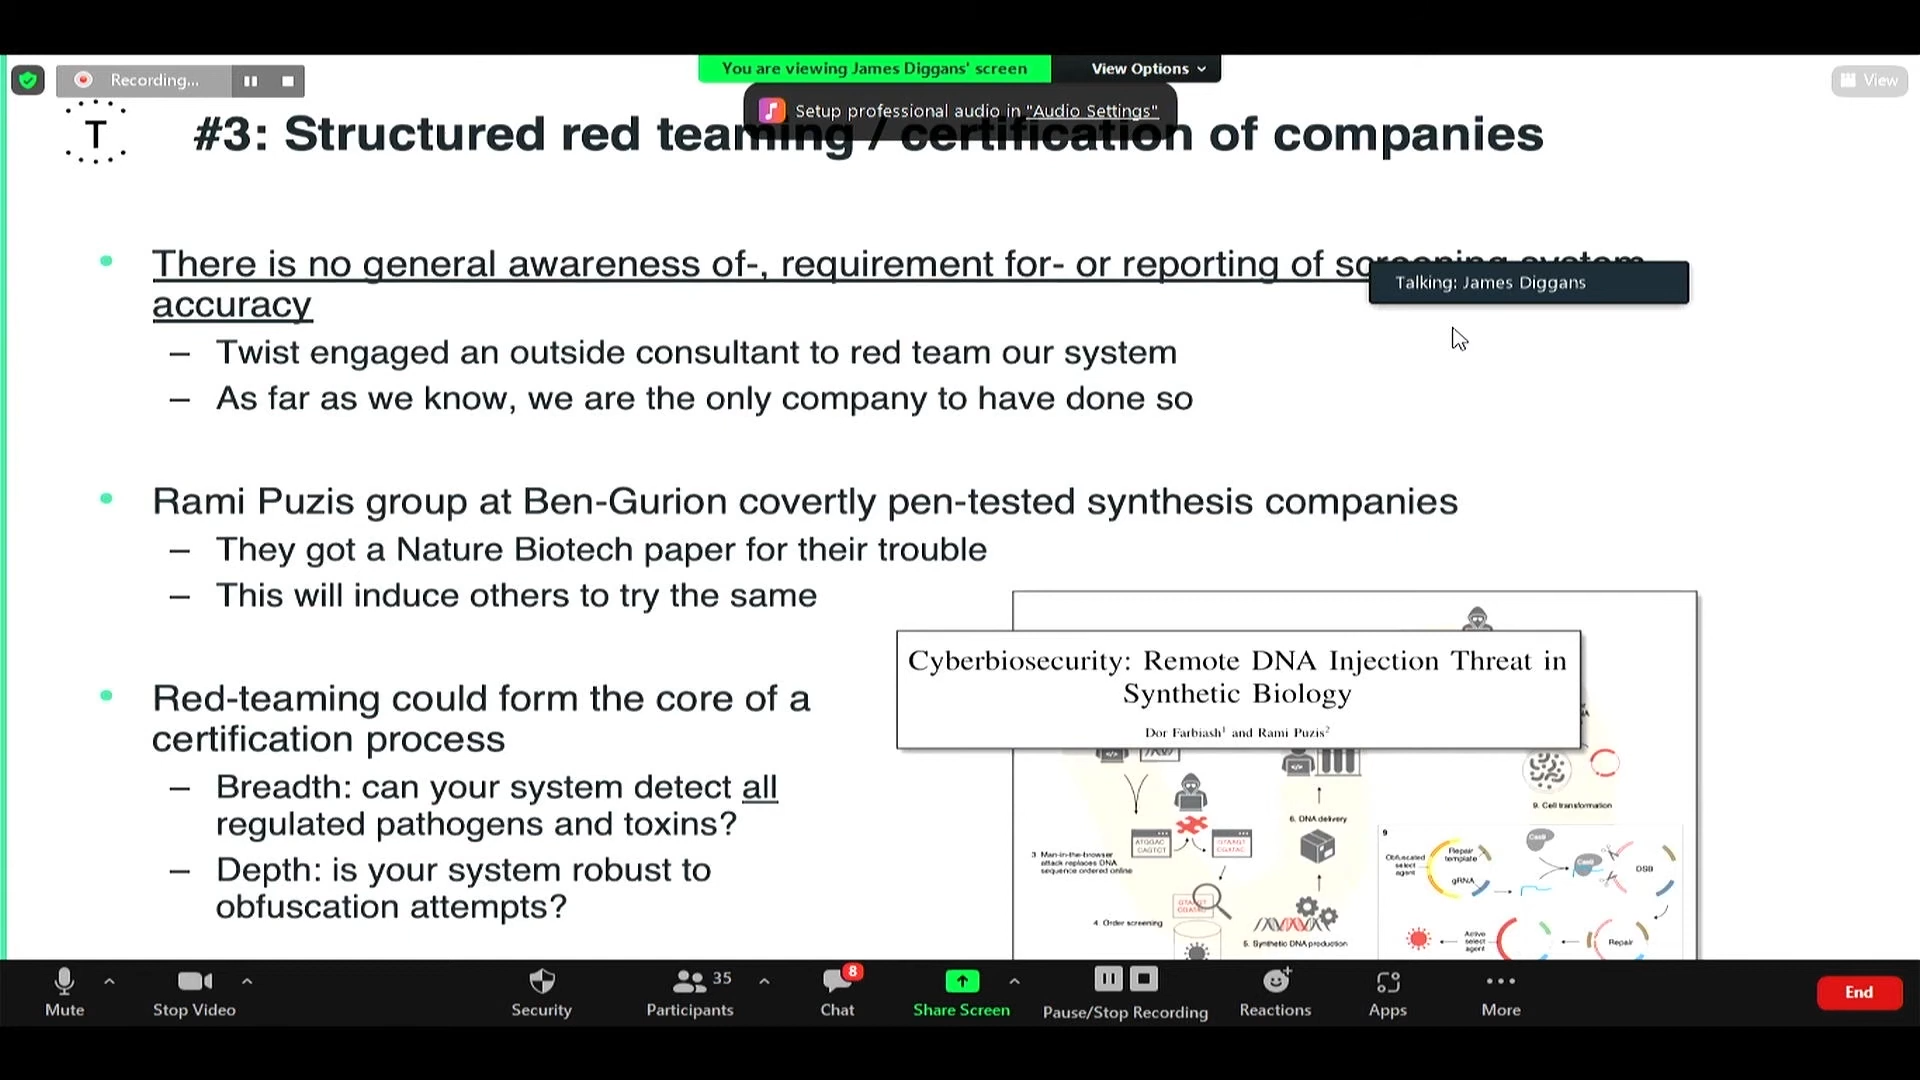 You are viewing James Diggans' screen
View Options
Recording...
View
Setup professional audio in "Audio Settings"
T
#3: Structured red teaming / certification of companies
There is no general awareness of-, requirement for- or reporting of screening system
accuracy
Talking: James Diggans
– Twist engaged an outside consultant to red team our system
– As far as we know, we are the only company to have done so
Rami Puzis group at Ben-Gurion covertly pen-tested synthesis companies
– They got a Nature Biotech paper for their trouble
– This will induce others to try the same
Cyberbiosecurity: Remote DNA Injection Threat in
Synthetic Biology
Dor Farbiash¹ and Rami Puzis²
Red-teaming could form the core of a
certification process
– Breadth: can your system detect all
regulated pathogens and toxins?
– Depth: is your system robust to
obfuscation attempts?
9. Cell transformation
6. DNA delivery
3 Man-in-the-browser
attack replaces DNA
sequence ordered online
ATGGAC
CAGTCT
4. Order screening
5. Synthetic DNA production
9
Obfuscated
select
agent
Repair
template
gRNA
Cas9
Cas9
DSB
Active
select
agent
Repair
Mute
Stop Video
Security
Participants
35
Chat
8
Share Screen
Pause/Stop Recording
Reactions
Apps
More
End